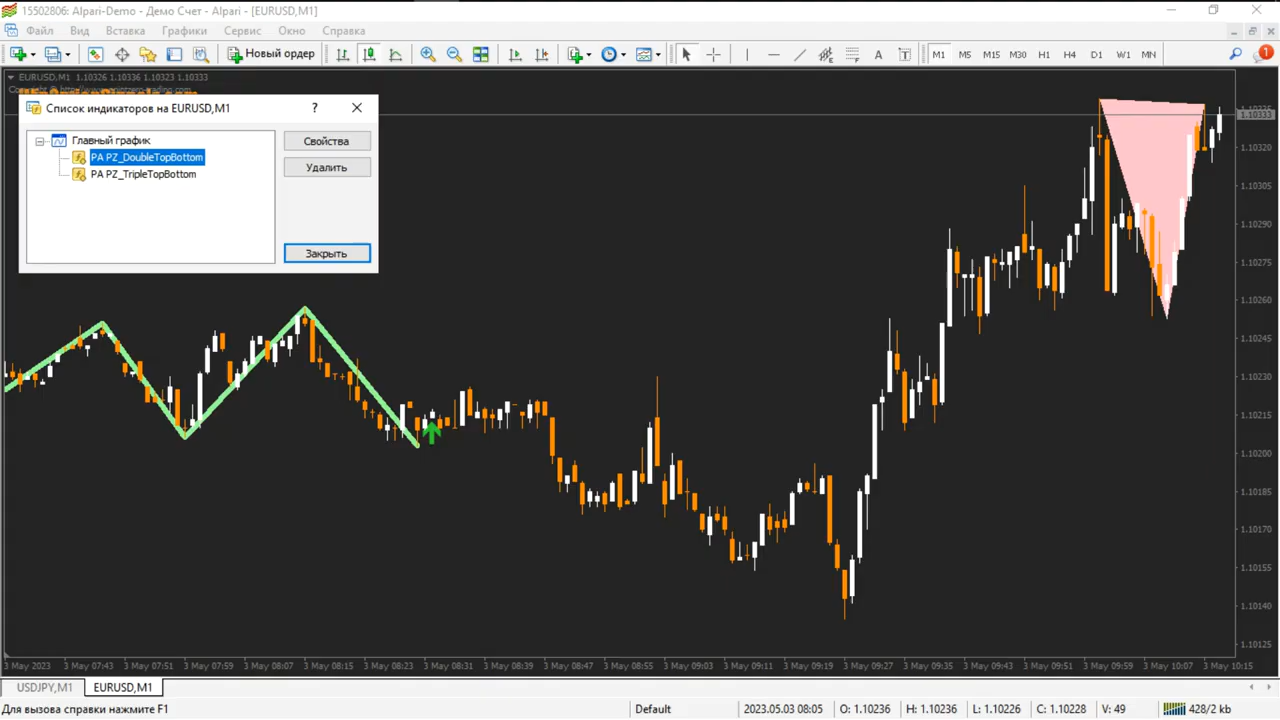 15502806: Alpari-Demo - Демо Счет - Alpari - [EURUSD,M1]
Файл Вид Вставка Графики Сервис Окно Справка
Новый ордер A T M1 M5 M15 M30 H1 H4 D1 W1 MN 1
EURUSD,M1 1.10326 1.10336 1.10323 1.10333
Список индикаторов на EURUSD,M1 ? ×
Главный график
PA PZ_DoubleTopBottom
PA PZ_TripleTopBottom
Свойства
Удалить
Закрыть
1.10333
1.10320
1.10305
1.10290
1.10275
1.10260
1.10245
1.10230
1.10215
1.10200
1.10185
1.10170
1.10155
1.10140
1.10125
3 May 2023 3 May 07:43 3 May 07:51 3 May 07:59 3 May 08:07 3 May 08:15 3 May 08:23 3 May 08:31 3 May 08:39 3 May 08:47 3 May 08:55 3 May 09:03 3 May 09:11 3 May 09:19 3 May 09:27 3 May 09:35 3 May 09:43 3 May 09:51 3 May 09:59 3 May 10:07 3 May 10:15
USDJPY,M1 EURUSD,M1
Для вызова справки нажмите F1 Default 2023.05.03 08:05 O: 1.10236 H: 1.10236 L: 1.10226 C: 1.10228 V: 49 428/2 kb